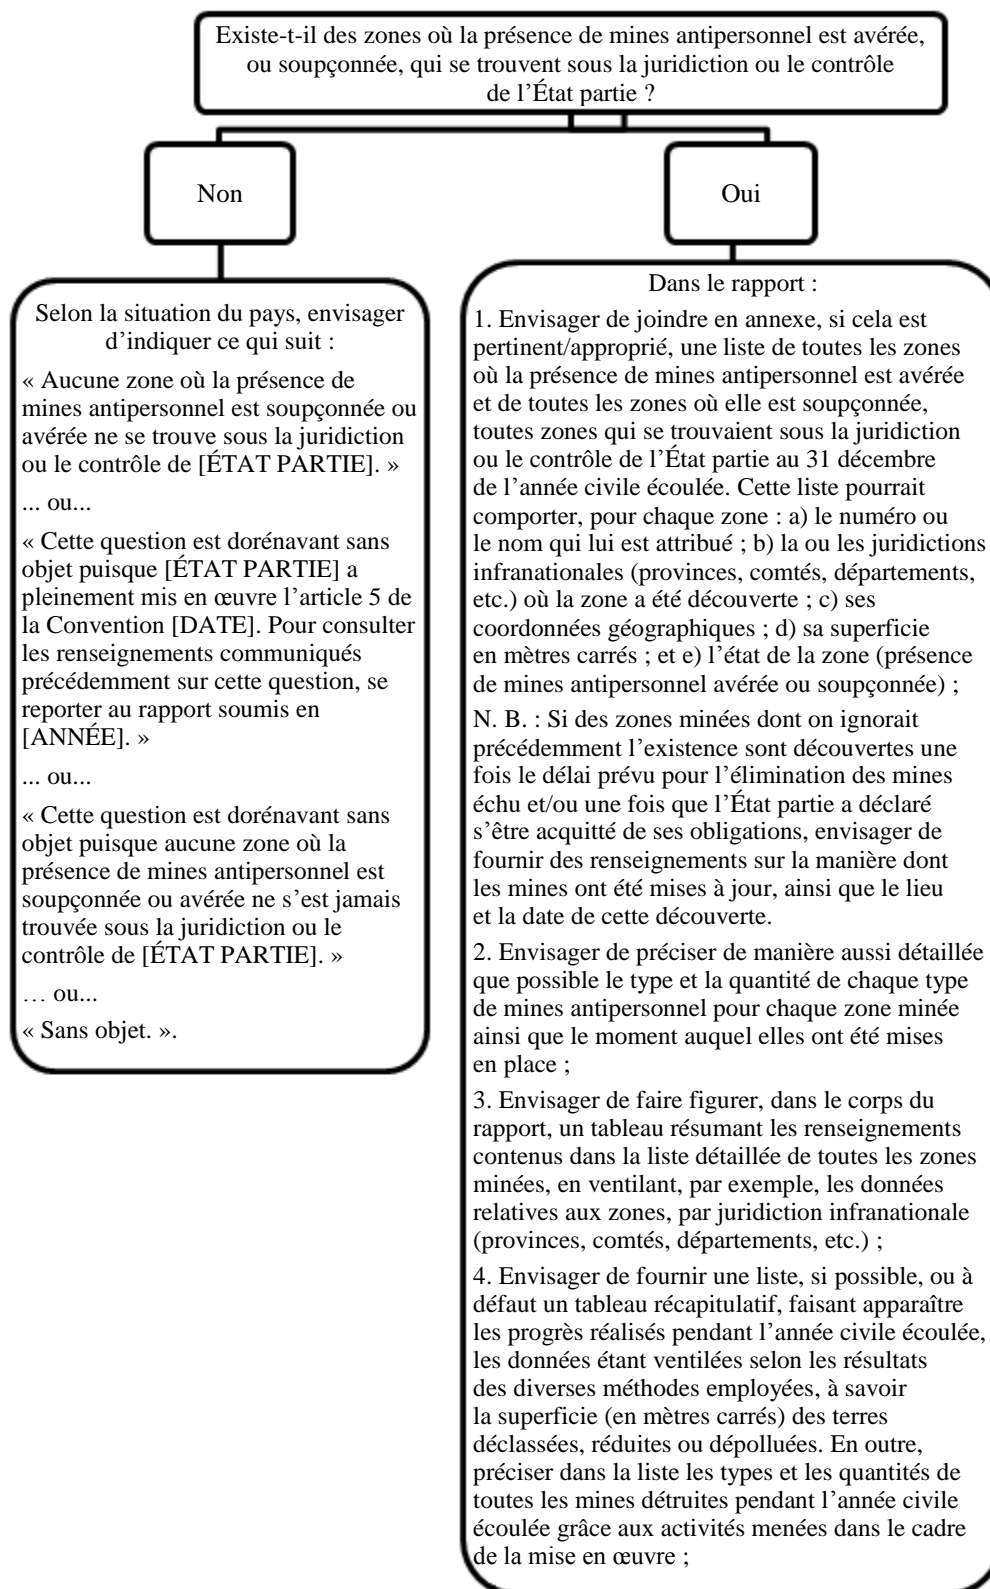 Existe-t-il des zones où la présence de mines antipersonnel est avérée,
ou soupçonnée, qui se trouvent sous la juridiction ou le contrôle
de l’État partie ?
Non
Oui
Selon la situation du pays, envisager
d’indiquer ce qui suit :
« Aucune zone où la présence de
mines antipersonnel est soupçonnée ou
avérée ne se trouve sous la juridiction
ou le contrôle de [ÉTAT PARTIE]. »
... ou...
« Cette question est dorénavant sans
objet puisque [ÉTAT PARTIE] a
pleinement mis en œuvre l’article 5 de
la Convention [DATE]. Pour consulter
les renseignements communiqués
précédemment sur cette question, se
reporter au rapport soumis en
[ANNÉE]. »
... ou...
« Cette question est dorénavant sans
objet puisque aucune zone où la
présence de mines antipersonnel est
soupçonnée ou avérée ne s’est jamais
trouvée sous la juridiction ou le
contrôle de [ÉTAT PARTIE]. »
… ou...
« Sans objet. ».
Dans le rapport :
1. Envisager de joindre en annexe, si cela est
pertinent/approprié, une liste de toutes les zones
où la présence de mines antipersonnel est avérée
et de toutes les zones où elle est soupçonnée,
toutes zones qui se trouvaient sous la juridiction
ou le contrôle de l’État partie au 31 décembre
de l’année civile écoulée. Cette liste pourrait
comporter, pour chaque zone : a) le numéro ou
le nom qui lui est attribué ; b) la ou les juridictions
infranationales (provinces, comtés, départements,
etc.) où la zone a été découverte ; c) ses
coordonnées géographiques ; d) sa superficie
en mètres carrés ; et e) l’état de la zone (présence
de mines antipersonnel avérée ou soupçonnée) ;
N. B. : Si des zones minées dont on ignorait
précédemment l’existence sont découvertes une
fois le délai prévu pour l’élimination des mines
échu et/ou une fois que l’État partie a déclaré
s’être acquitté de ses obligations, envisager de
fournir des renseignements sur la manière dont
les mines ont été mises à jour, ainsi que le lieu
et la date de cette découverte.
2. Envisager de préciser de manière aussi détaillée
que possible le type et la quantité de chaque type
de mines antipersonnel pour chaque zone minée
ainsi que le moment auquel elles ont été mises
en place ;
3. Envisager de faire figurer, dans le corps du
rapport, un tableau résumant les renseignements
contenus dans la liste détaillée de toutes les zones
minées, en ventilant, par exemple, les données
relatives aux zones, par juridiction infranationale
(provinces, comtés, départements, etc.) ;
4. Envisager de fournir une liste, si possible, ou à
défaut un tableau récapitulatif, faisant apparaître
les progrès réalisés pendant l’année civile écoulée,
les données étant ventilées selon les résultats
des diverses méthodes employées, à savoir
la superficie (en mètres carrés) des terres
déclassées, réduites ou dépolluées. En outre,
préciser dans la liste les types et les quantités de
toutes les mines détruites pendant l’année civile
écoulée grâce aux activités menées dans le cadre
de la mise en œuvre ;